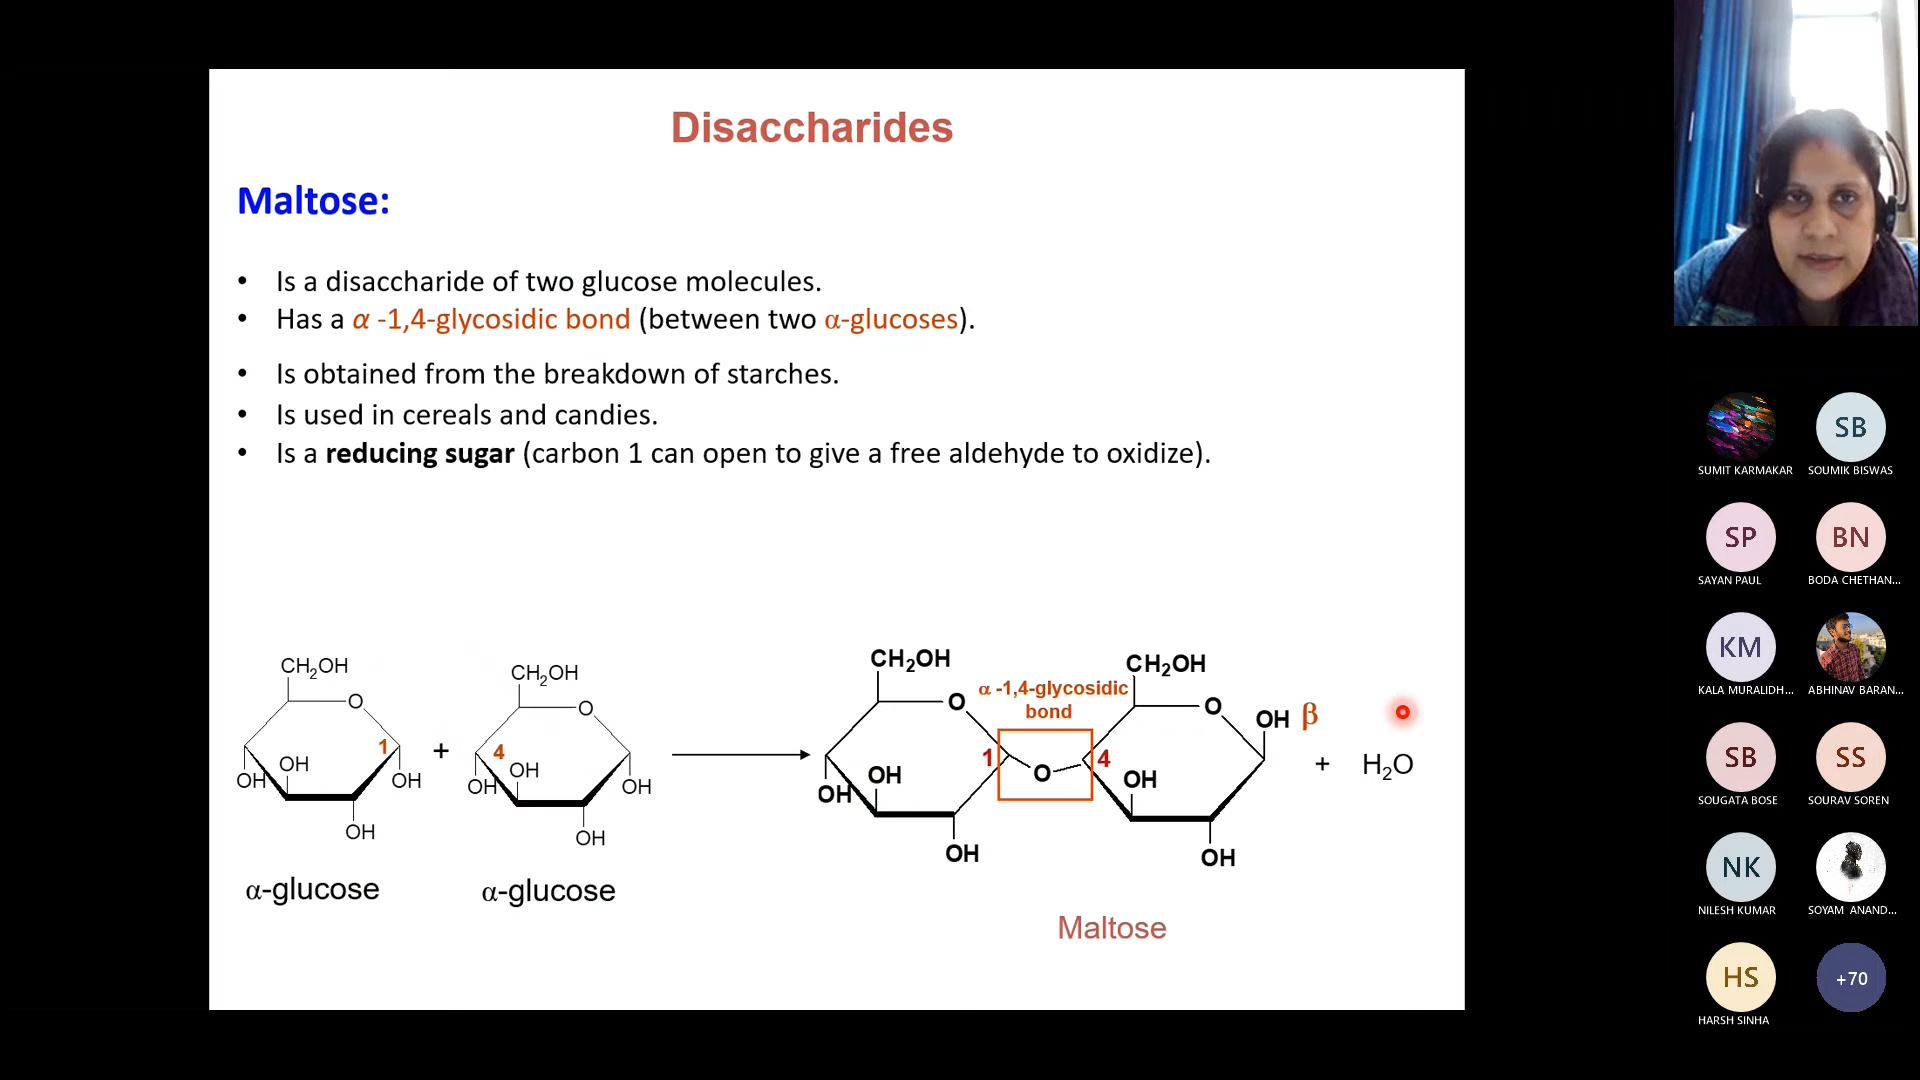 Disaccharides
Maltose:
• Is a disaccharide of two glucose molecules.
• Has a α -1,4-glycosidic bond (between two α-glucoses).
• Is obtained from the breakdown of starches.
• Is used in cereals and candies.
• Is a reducing sugar (carbon 1 can open to give a free aldehyde to oxidize).
CH₂OH
O
1
OH
OH
OH
OH
α-glucose
+
CH₂OH
O
4
OH
OH
OH
OH
α-glucose
CH₂OH
O
α -1,4-glycosidic
bond
1
O
4
OH
OH
OH
CH₂OH
O
OH β
OH
OH
+ H₂O
Maltose
SUMIT KARMAKAR
SB
SOUMIK BISWAS
SP
SAYAN PAUL
BN
BODA CHETHAN...
KM
KALA MURALIDH...
ABHINAV BARAN...
SB
SOUGATA BOSE
SS
SOURAV SOREN
NK
NILESH KUMAR
SOYAM ANAND...
HS
HARSH SINHA
+70